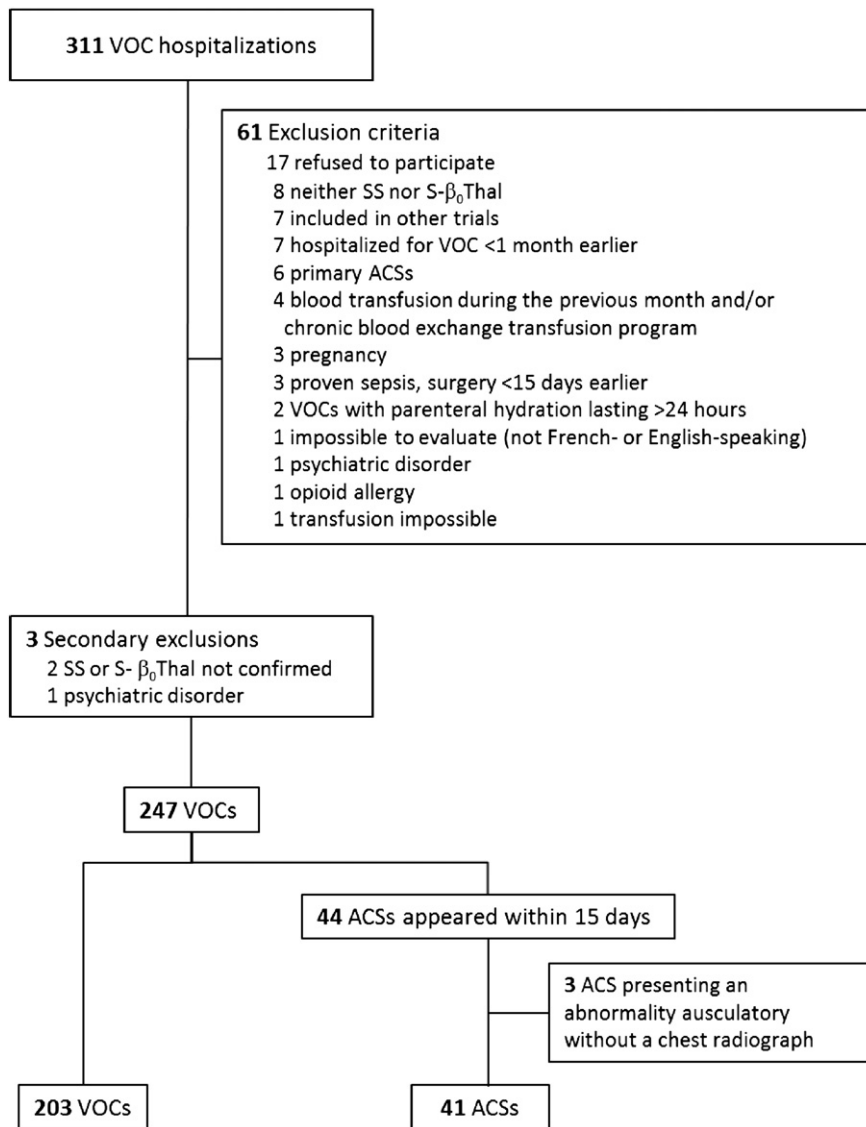 311 VOC hospitalizations
61 Exclusion criteria
17 refused to participate
8 neither SS nor S-β₀Thal
7 included in other trials
7 hospitalized for VOC <1 month earlier
6 primary ACSs
4 blood transfusion during the previous month and/or
chronic blood exchange transfusion program
3 pregnancy
3 proven sepsis, surgery <15 days earlier
2 VOCs with parenteral hydration lasting >24 hours
1 impossible to evaluate (not French- or English-speaking)
1 psychiatric disorder
1 opioid allergy
1 transfusion impossible
3 Secondary exclusions
2 SS or S- β₀Thal not confirmed
1 psychiatric disorder
247 VOCs
44 ACSs appeared within 15 days
3 ACS presenting an
abnormality ausculatory
without a chest radiograph
203 VOCs
41 ACSs